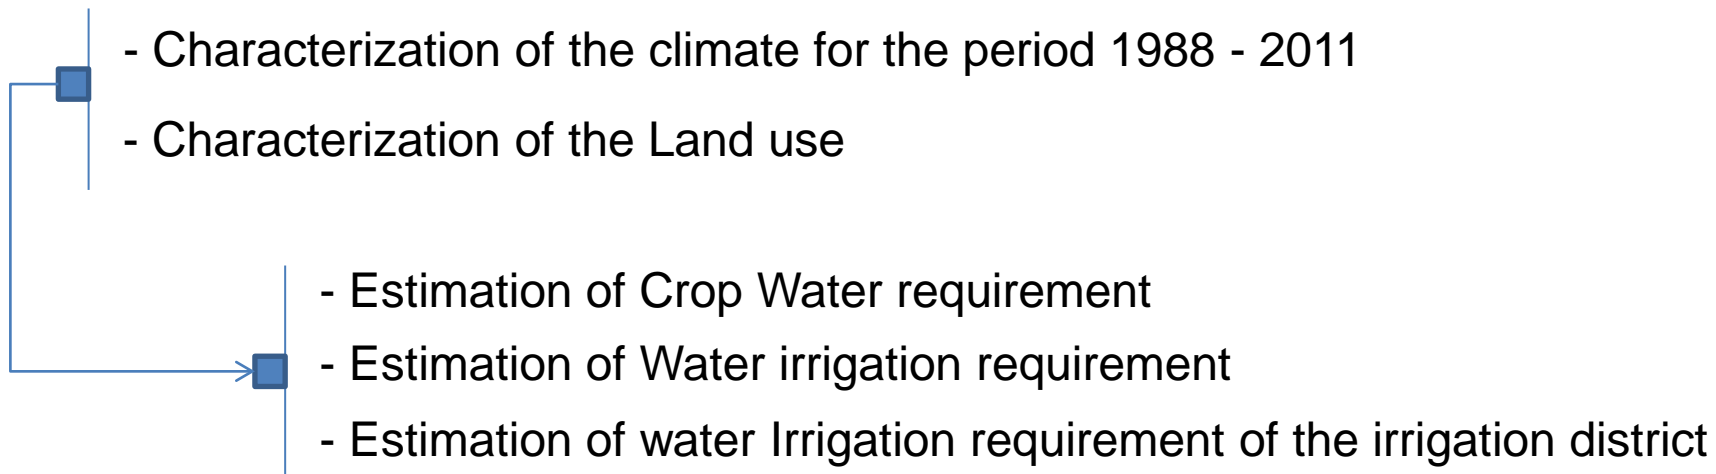 - Characterization of the climate for the period 1988 - 2011
- Characterization of the Land use
- Estimation of Crop Water requirement
- Estimation of Water irrigation requirement
- Estimation of water Irrigation requirement of the irrigation district